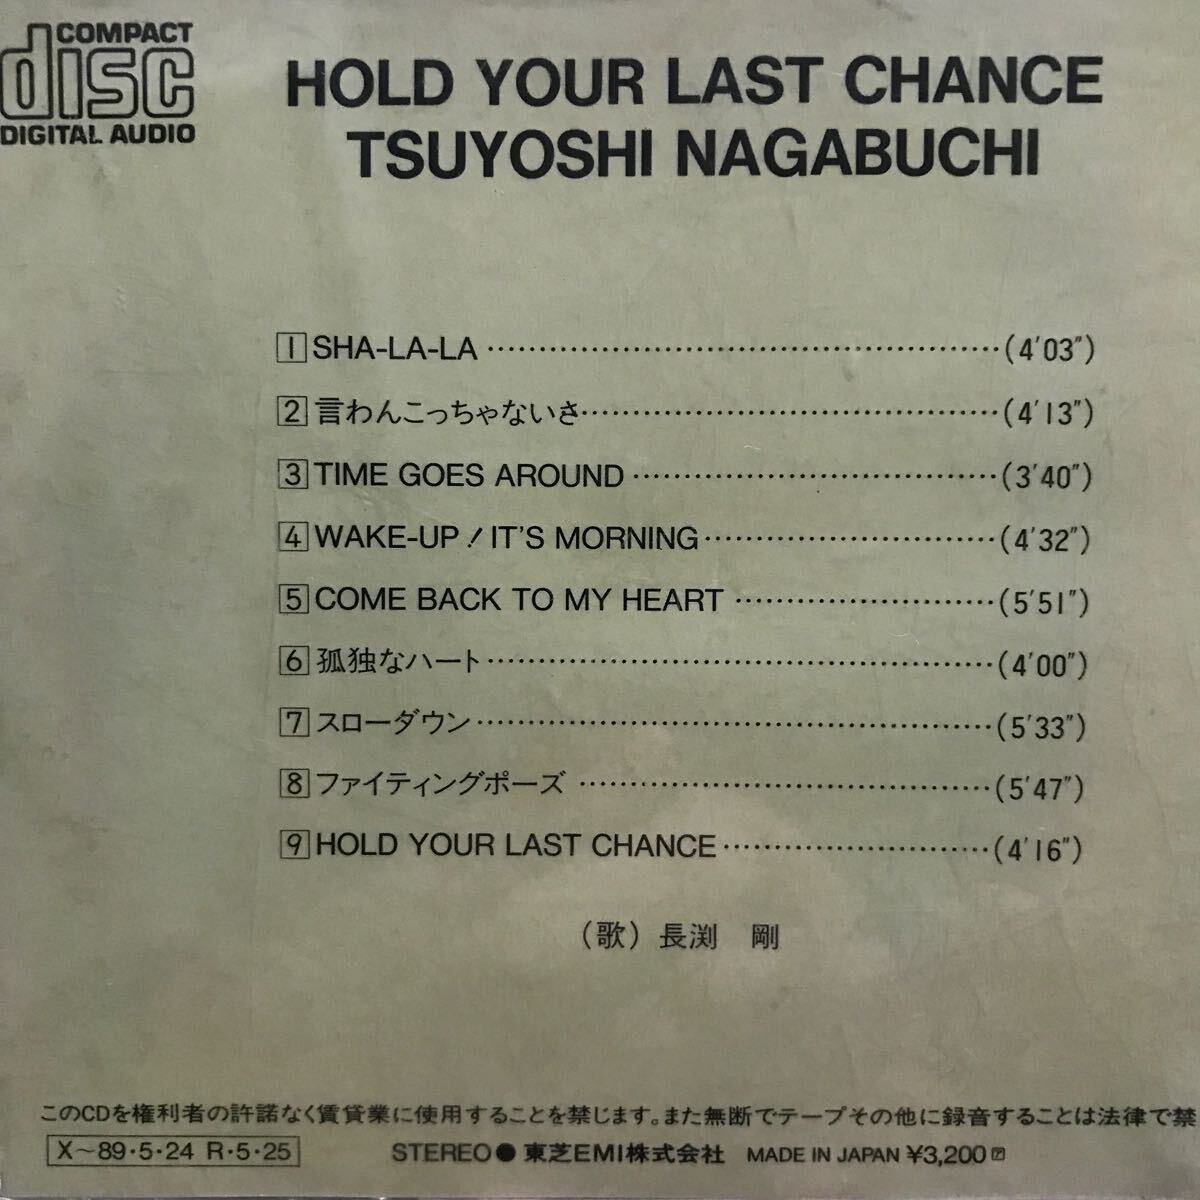 COMPACT
disc
DIGITAL AUDIO
HOLD YOUR LAST CHANCE
TSUYOSHI NAGABUCHI
1 SHA-LA-LA ……………(4′03″)
2 言わんこっちゃないさ……………(4′13″)
3 TIME GOES AROUND ……………(3′40″)
4 WAKE-UP! IT'S MORNING……………(4′32″)
5 COME BACK TO MY HEART ……………(5′51″)
6 孤独なハート……………(4′00″)
7 スローダウン……………(5′33″)
8 ファイティングポーズ ……………(5′47″)
9 HOLD YOUR LAST CHANCE……………(4′16″)
(歌)長渕 剛
このCDを権利者の許諾なく賃貸業に使用することを禁じます。また無断でテープその他に録音することは法律で禁
X～89・5・24 R・5・25
STEREO● 東芝EMI株式会社 MADE IN JAPAN ¥3,200